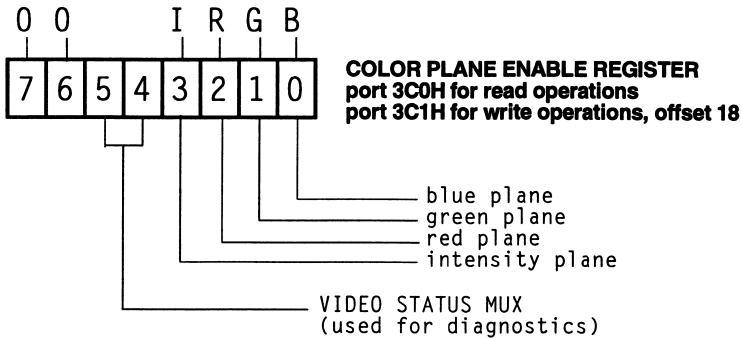 0 0 I R G B
7 6 5 4 3 2 1 0
COLOR PLANE ENABLE REGISTER
port 3C0H for read operations
port 3C1H for write operations, offset 18
blue plane
green plane
red plane
intensity plane
VIDEO STATUS MUX
(used for diagnostics)